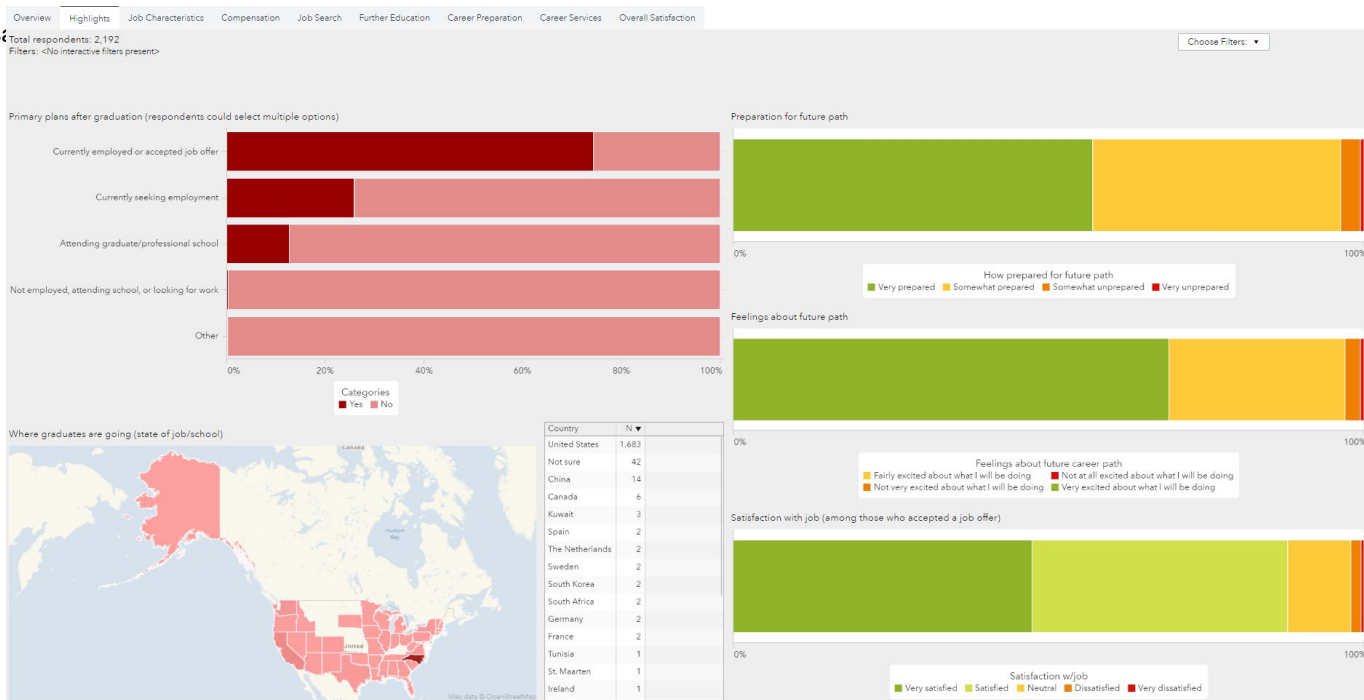 Overview Highlights Job Characteristics Compensation Job Search Further Education Career Preparation Career Services Overall Satisfaction
Total respondents: 2,192
Filters: <No interactive filters present>
Choose Filters:
Primary plans after graduation (respondents could select multiple options)
Currently employed or accepted job offer
Currently seeking employment
Attending graduate/professional school
Not employed, attending school, or looking for work
Other
0% 20% 40% 60% 80% 100%
Categories
Yes No
Where graduates are going (state of job/school)
Canada
Hudson
Bay
United
States
Map data © OpenStreetMap
Country N
United States 1,683
Not sure 42
China 14
Canada 6
Kuwait 3
Spain 2
The Netherlands 2
Sweden 2
South Korea 2
South Africa 2
Germany 2
France 2
Tunisia 1
St. Maarten 1
Ireland 1
Preparation for future path
0% 100%
How prepared for future path
Very prepared Somewhat prepared Somewhat unprepared Very unprepared
Feelings about future path
0% 100%
Feelings about future career path
Fairly excited about what I will be doing Not at all excited about what I will be doing
Not very excited about what I will be doing Very excited about what I will be doing
Satisfaction with job (among those who accepted a job offer)
0% 100%
Satisfaction w/job
Very satisfied Satisfied Neutral Dissatisfied Very dissatisfied